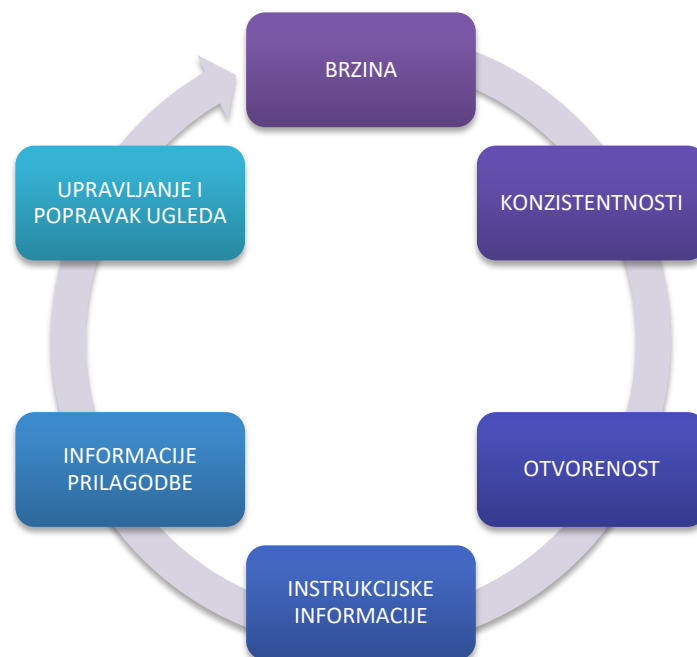 BRZINA
KONZISTENTNOSTI
OTVORENOST
INSTRUKCIJSKE
INFORMACIJE
INFORMACIJE
PRILAGODBE
UPRAVLJANJE I
POPRAVAK UGLEDA